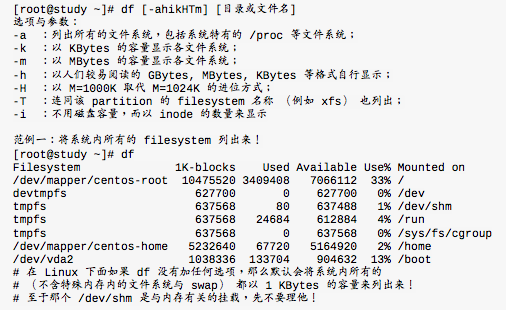 [root@study ~]# df [-ahikHTm] [目录或文件名]
选项与参数：
-a ：列出所有的文件系统，包括系统特有的 /proc 等文件系统；
-k ：以 KBytes 的容量显示各文件系统；
-m ：以 MBytes 的容量显示各文件系统；
-h ：以人们较易阅读的 GBytes, MBytes, KBytes 等格式自行显示；
-H ：以 M=1000K 取代 M=1024K 的进位方式；
-T ：连同该 partition 的 filesystem 名称 （例如 xfs） 也列出；
-i ：不用磁盘容量，而以 inode 的数量来显示
范例一：将系统内所有的 filesystem 列出来！
[root@study ~]# df
Filesystem 1K-blocks Used Available Use% Mounted on
/dev/mapper/centos-root 10475520 3409408 7066112 33% /
devtmpfs 627700 0 627700 0% /dev
tmpfs 637568 80 637488 1% /dev/shm
tmpfs 637568 24684 612884 4% /run
tmpfs 637568 0 637568 0% /sys/fs/cgroup
/dev/mapper/centos-home 5232640 67720 5164920 2% /home
/dev/vda2 1038336 133704 904632 13% /boot
# 在 Linux 下面如果 df 没有加任何选项，那么默认会将系统内所有的
# （不含特殊内存内的文件系统与 swap） 都以 1 KBytes 的容量来列出来！
# 至于那个 /dev/shm 是与内存有关的挂载，先不要理他！